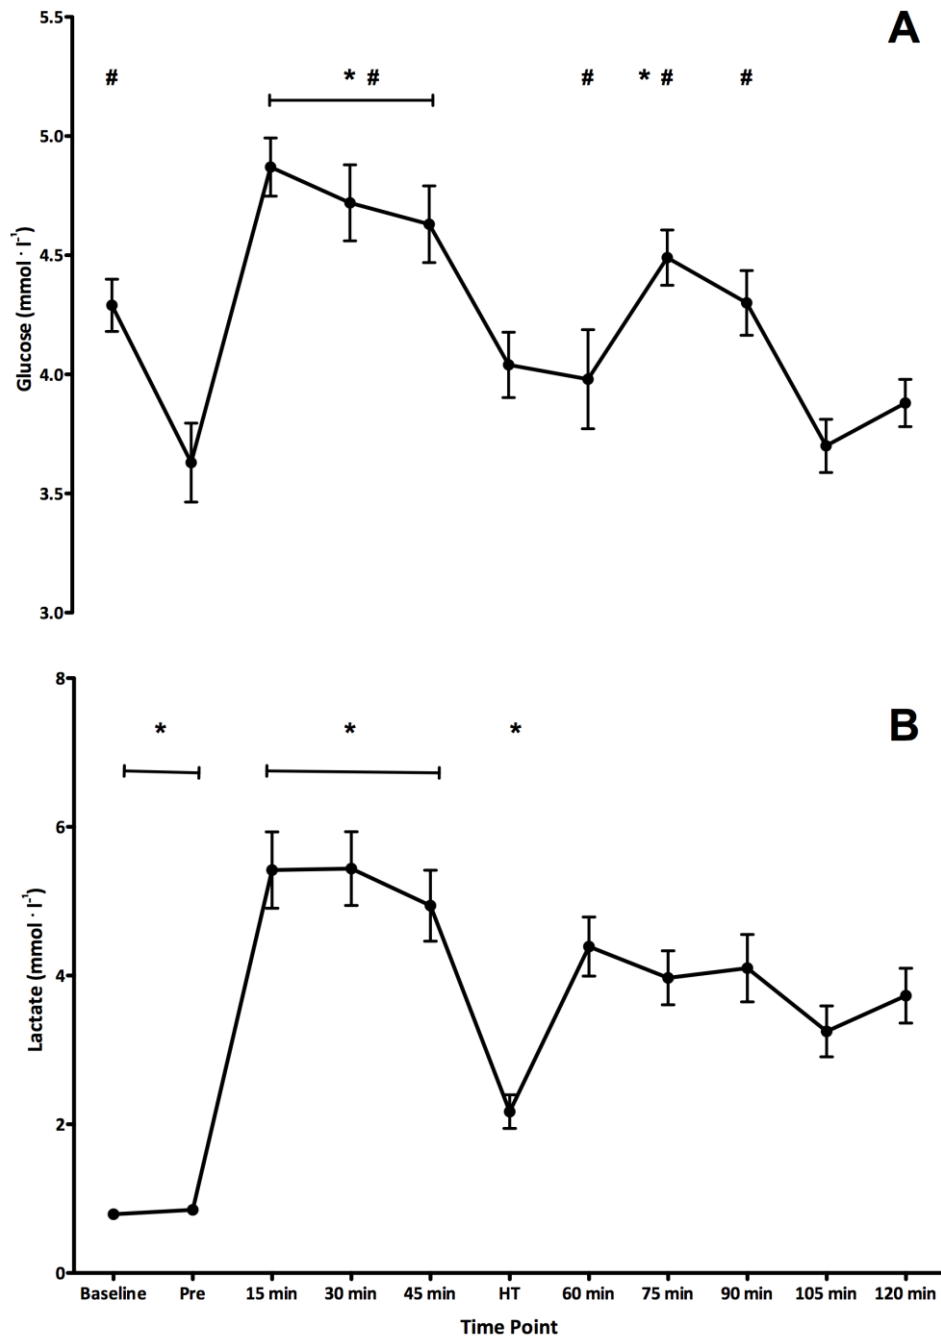 A
5.5
# * # # * # #
5.0
4.5
Glucose (mmol · l⁻¹)
4.0
3.5
3.0
8
B
* * *
6
Lactate (mmol · l⁻¹)
4
2
0
Baseline Pre 15 min 30 min 45 min HT 60 min 75 min 90 min 105 min 120 min
Time Point